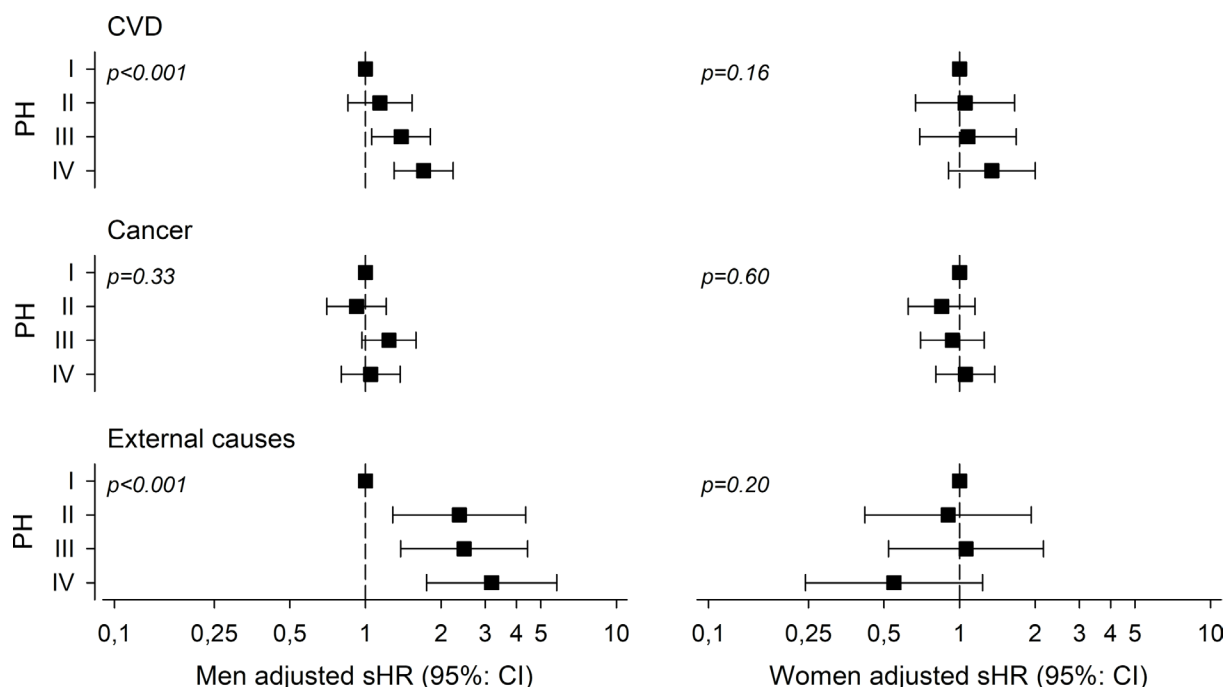 CVD
PH
I
II
III
IV
p<0.001
p=0.16
Cancer
PH
I
II
III
IV
p=0.33
p=0.60
External causes
PH
I
II
III
IV
p<0.001
p=0.20
0,1 0,25 0,5 1 2 3 4 5 10
0,1 0,25 0,5 1 2 3 4 5 10
Men adjusted sHR (95%: CI)
Women adjusted sHR (95%: CI)